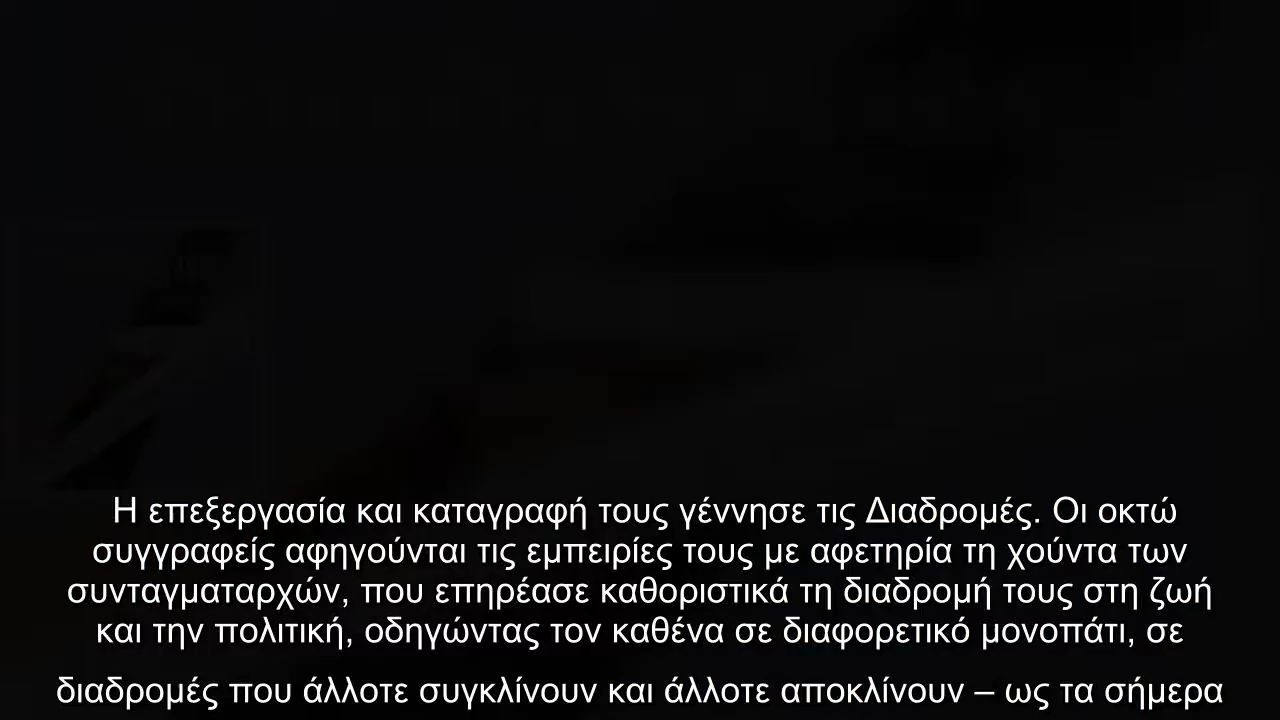 Η επεξεργασία και καταγραφή τους γέννησε τις Διαδρομές. Οι οκτώ
συγγραφείς αφηγούνται τις εμπειρίες τους με αφετηρία τη χούντα των
συνταγματαρχών, που επηρέασε καθοριστικά τη διαδρομή τους στη ζωή
και την πολιτική, οδηγώντας τον καθένα σε διαφορετικό μονοπάτι, σε
διαδρομές που άλλοτε συγκλίνουν και άλλοτε αποκλίνουν – ως τα σήμερα